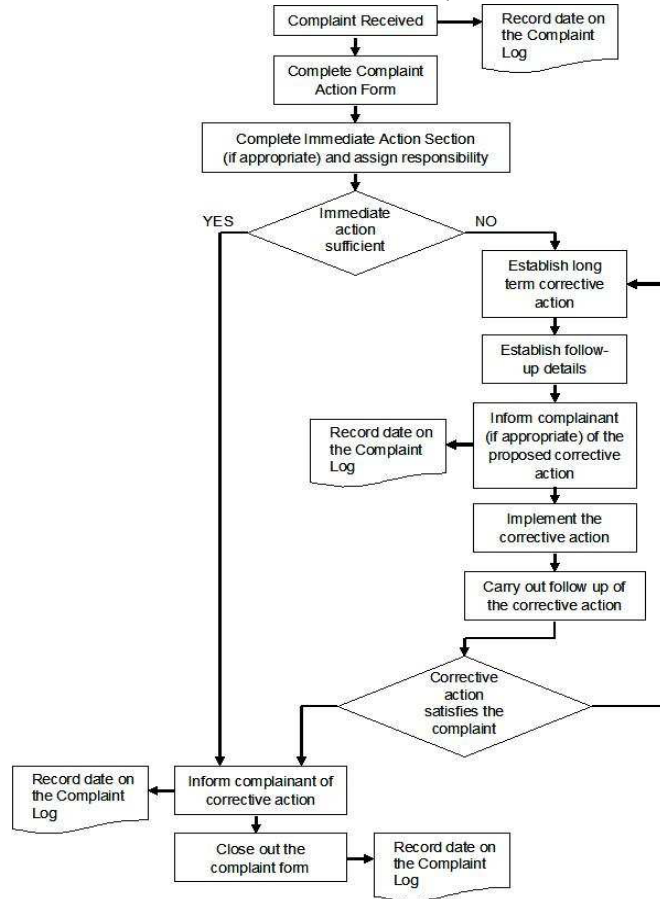 Complaint Received
Record date on
the Complaint
Log
Complete Complaint
Action Form
Complete Immediate Action Section
(if appropriate) and assign responsibility
YES
Immediate
action
sufficient
NO
Establish long
term corrective
action
Establish follow-
up details
Record date on
the Complaint
Log
Inform complainant
(if appropriate) of the
proposed corrective
action
Implement the
corrective action
Carry out follow up of
the corrective action
Corrective
action
satisfies the
complaint
Record date on
the Complaint
Log
Inform complainant of
corrective action
Close out the
complaint form
Record date on
the Complaint
Log